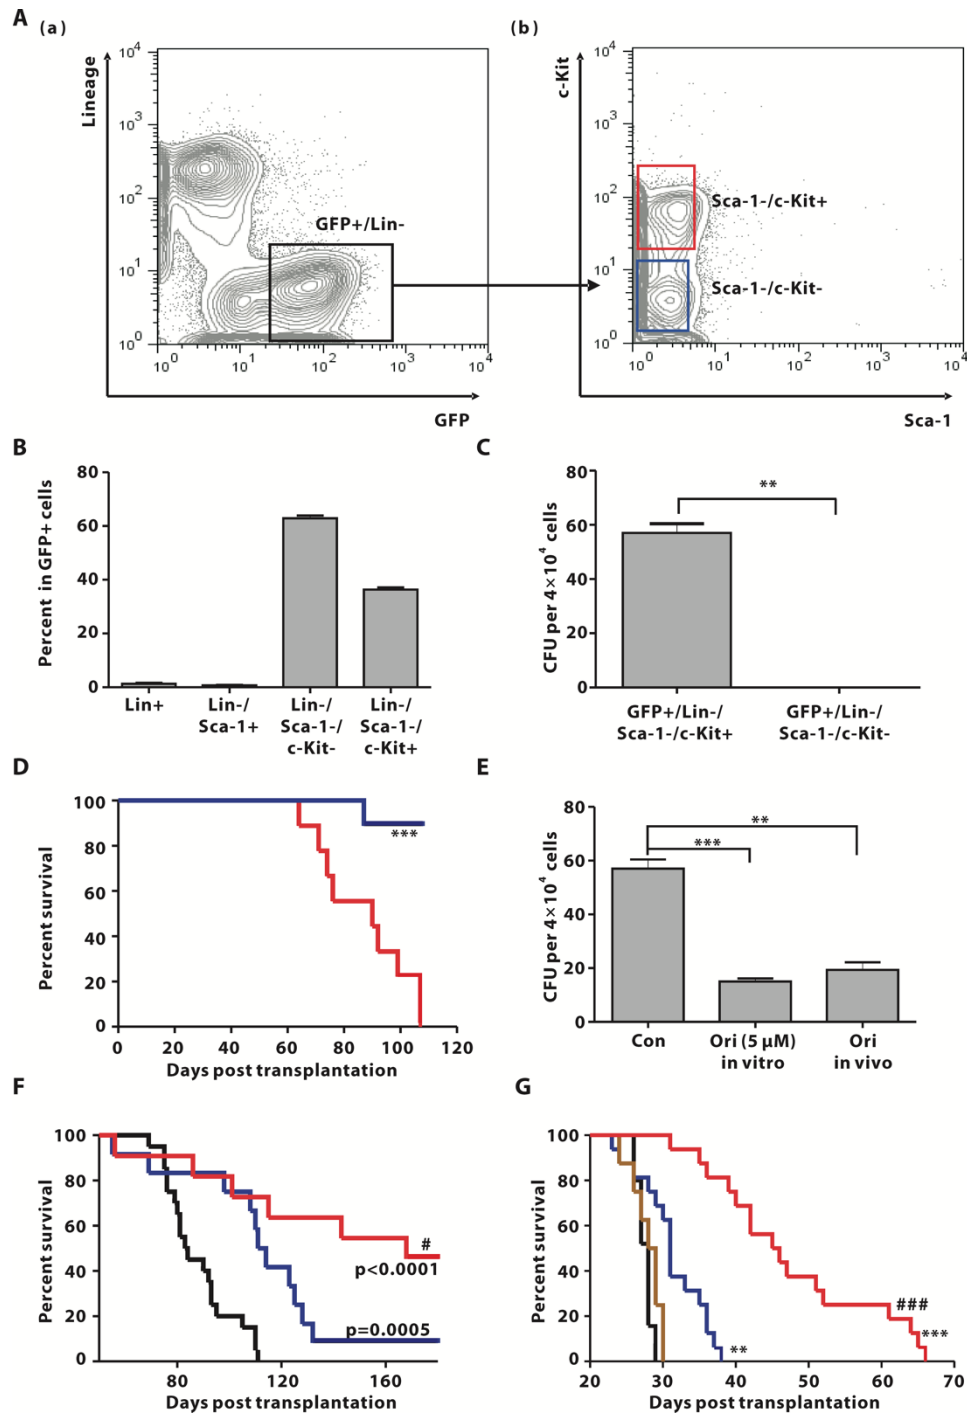 A
(a)
(b)
Lineage
10⁴
10³
10²
10¹
10⁰
GFP+/Lin-
10⁰ 10¹ 10² 10³ 10⁴
GFP
c-Kit
10⁴
10³
10²
10¹
10⁰
Sca-1-/c-Kit+
Sca-1-/c-Kit-
10⁰ 10¹ 10² 10³ 10⁴
Sca-1
B
Percent in GFP+ cells
80
60
40
20
0
Lin+
Lin-/ Sca-1+
Lin-/ Sca-1-/ c-Kit-
Lin-/ Sca-1-/ c-Kit+
C
CFU per 4×10⁴ cells
80
60
40
20
0
**
GFP+/Lin-/ Sca-1-/c-Kit+
GFP+/Lin-/ Sca-1-/c-Kit-
D
Percent survival
100
80
60
40
20
0
***
0 20 40 60 80 100 120
Days post transplantation
E
CFU per 4×10⁴ cells
80
60
40
20
0
**
***
Con
Ori (5 μM) in vitro
Ori in vivo
F
Percent survival
100
80
60
40
20
0
#
p<0.0001
p=0.0005
80 120 160
Days post transplantation
G
Percent survival
100
80
60
40
20
0
###
***
**
20 30 40 50 60 70
Days post transplantation